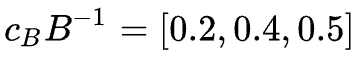 $c_B B^{-1} = [0.2, 0.4, 0.5]$